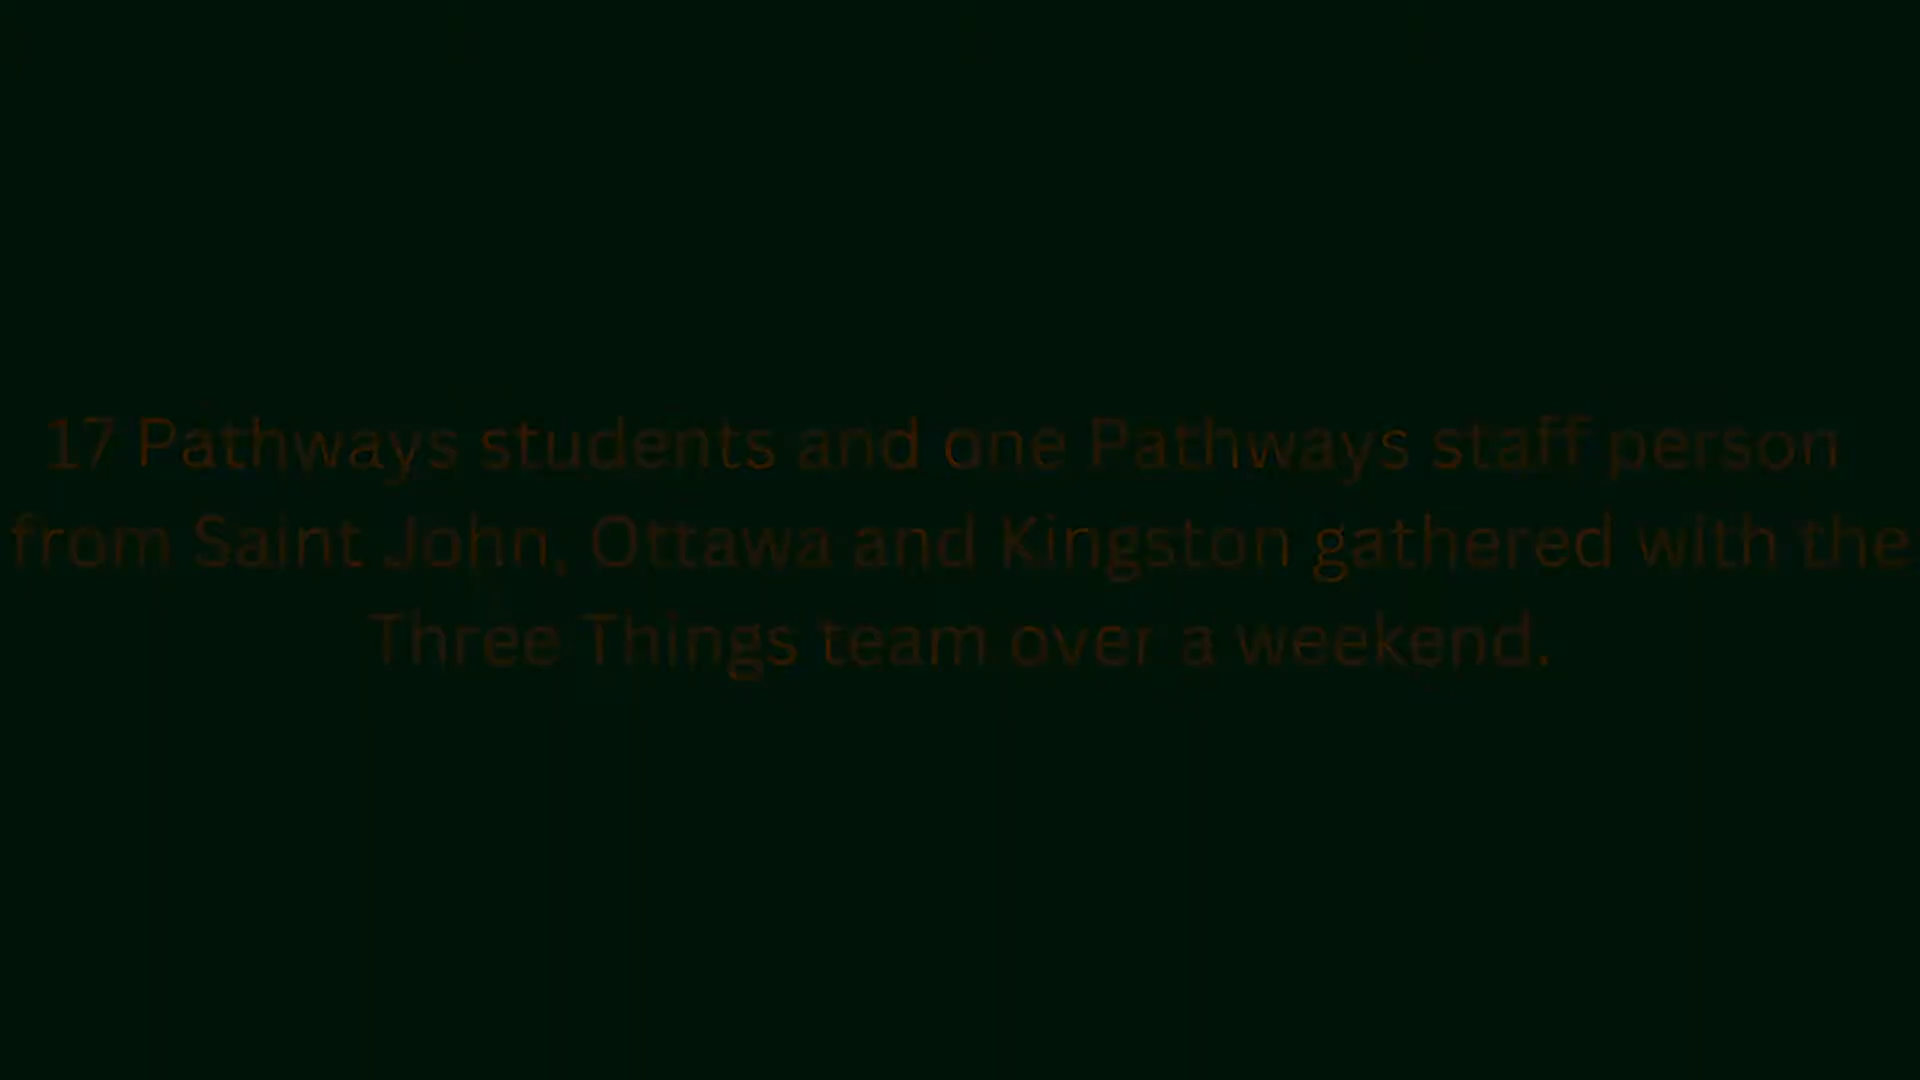 17 Pathways students and one Pathways staff person
from Saint John, Ottawa and Kingston gathered with the
Three Things team over a weekend.